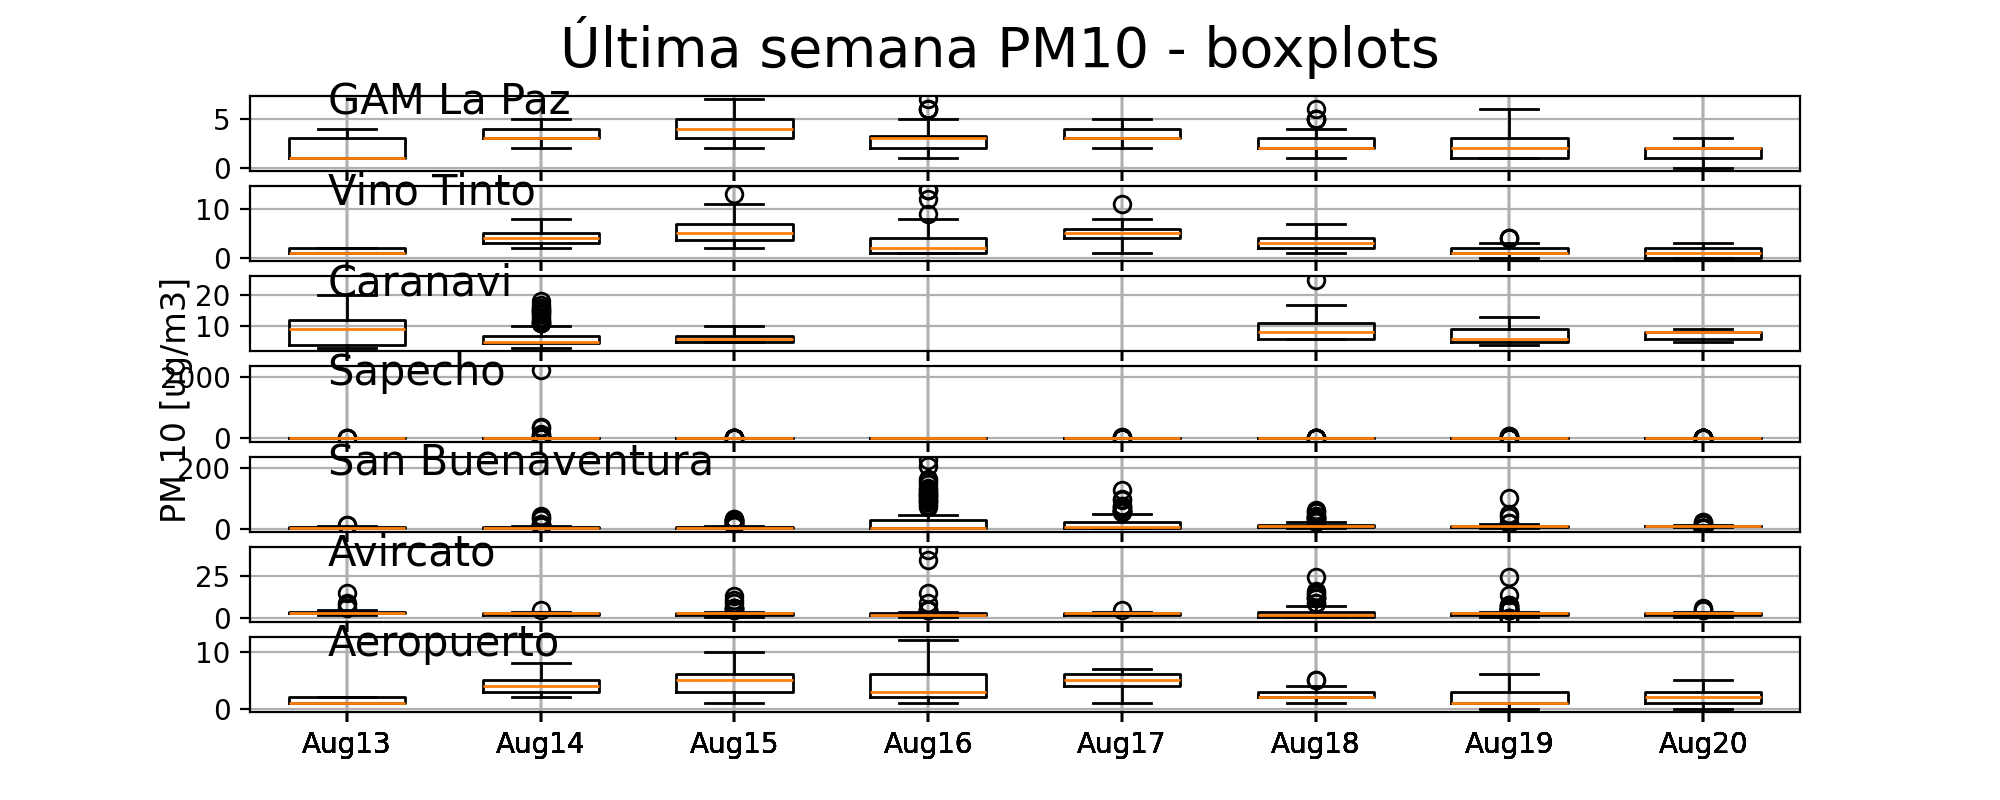 Última semana PM10 - boxplots
GAM La Paz
5
0
Vino Tinto
10
0
Caranavi
20
10
PM 10 [ug/m3]
Sapecho
2000
0
San Buenaventura
200
0
Avircato
25
0
Aeropuerto
10
0
Aug13 Aug14 Aug15 Aug16 Aug17 Aug18 Aug19 Aug20